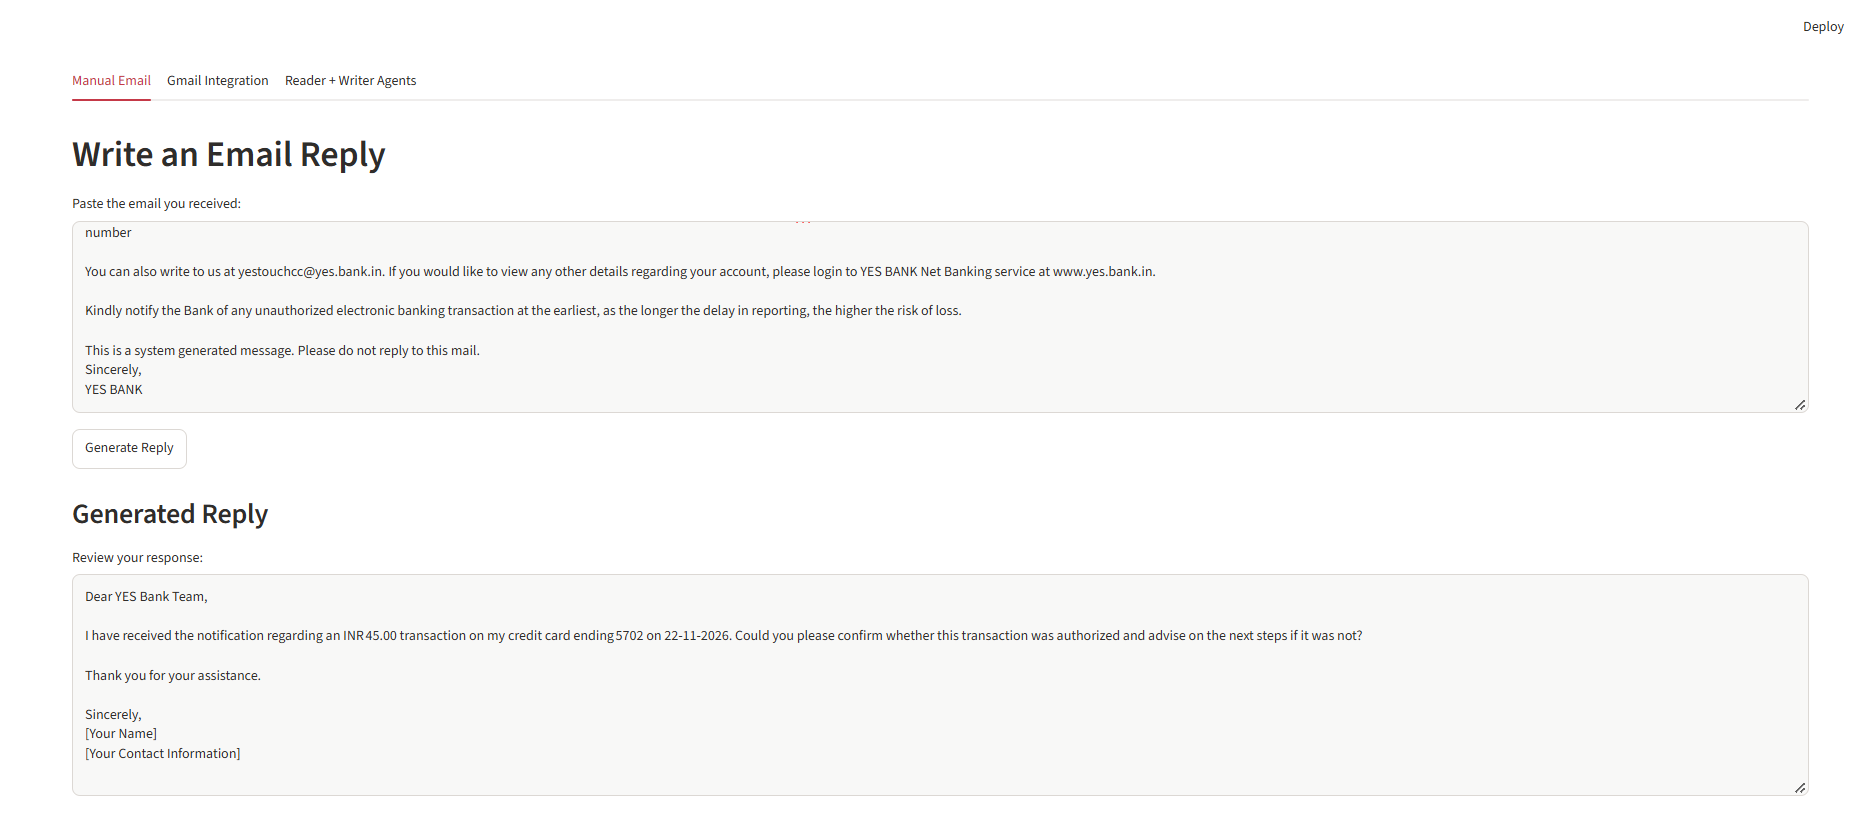 Deploy
Manual Email Gmail Integration Reader + Writer Agents
Write an Email Reply
Paste the email you received:
number
You can also write to us at yestouchcc@yes.bank.in. If you would like to view any other details regarding your account, please login to YES BANK Net Banking service at www.yes.bank.in.
Kindly notify the Bank of any unauthorized electronic banking transaction at the earliest, as the longer the delay in reporting, the higher the risk of loss.
This is a system generated message. Please do not reply to this mail.
Sincerely,
YES BANK
Generate Reply
Generated Reply
Review your response:
Dear YES Bank Team,
I have received the notification regarding an INR 45.00 transaction on my credit card ending 5702 on 22-11-2026. Could you please confirm whether this transaction was authorized and advise on the next steps if it was not?
Thank you for your assistance.
Sincerely,
[Your Name]
[Your Contact Information]